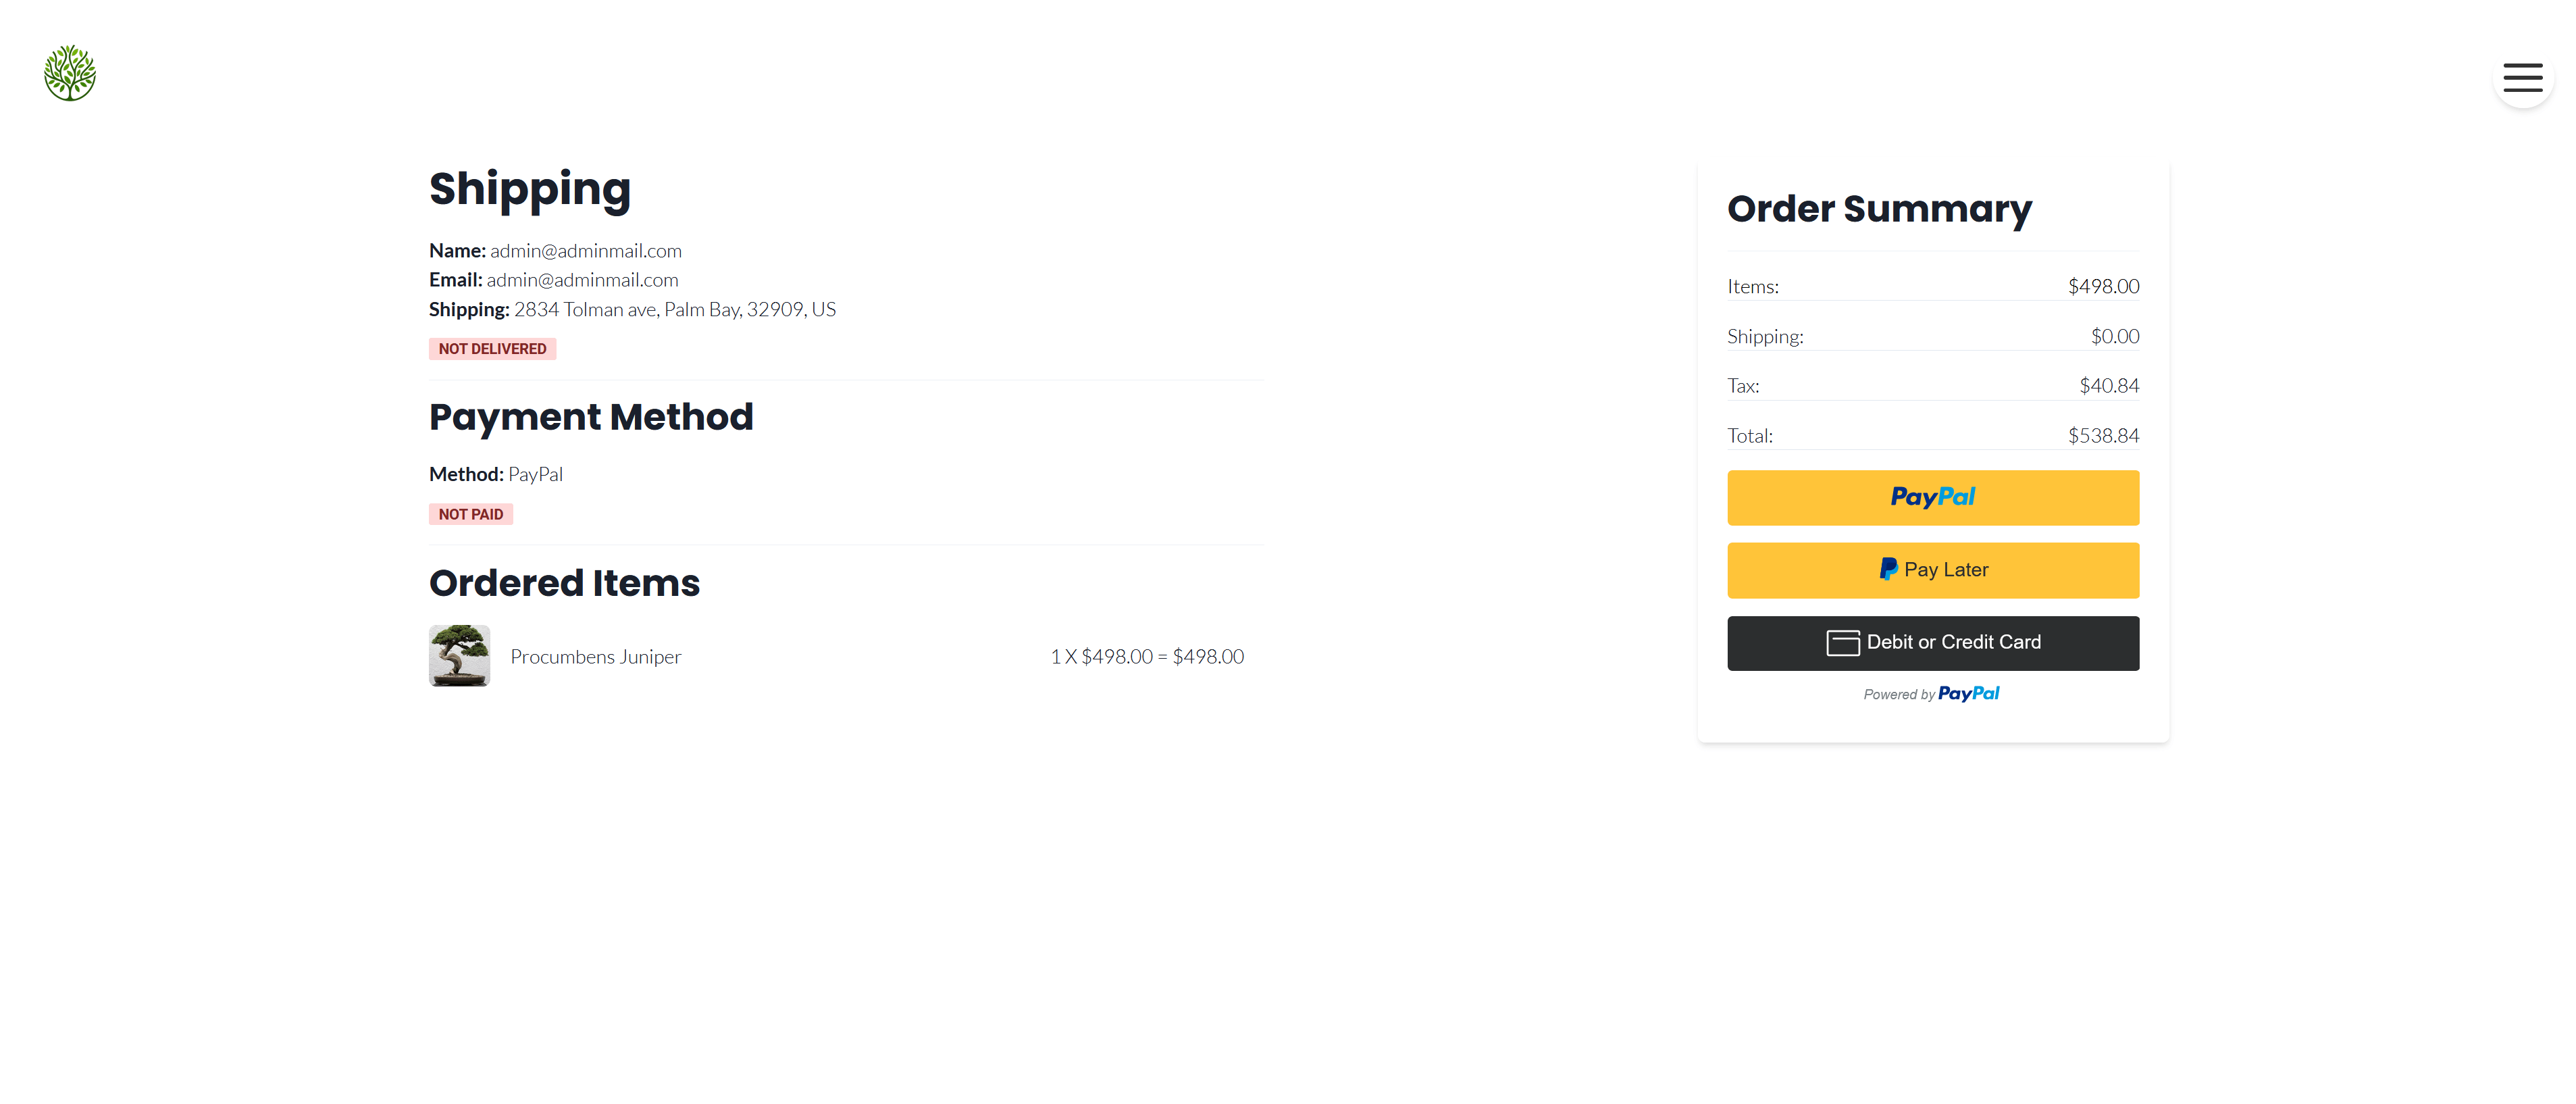 Shipping
Name: admin@adminmail.com
Email: admin@adminmail.com
Shipping: 2834 Tolman ave, Palm Bay, 32909, US
NOT DELIVERED
Payment Method
Method: PayPal
NOT PAID
Ordered Items
Procumbens Juniper 1 X $498.00 = $498.00
Order Summary
Items: $498.00
Shipping: $0.00
Tax: $40.84
Total: $538.84
PayPal
Pay Later
Debit or Credit Card
Powered by PayPal